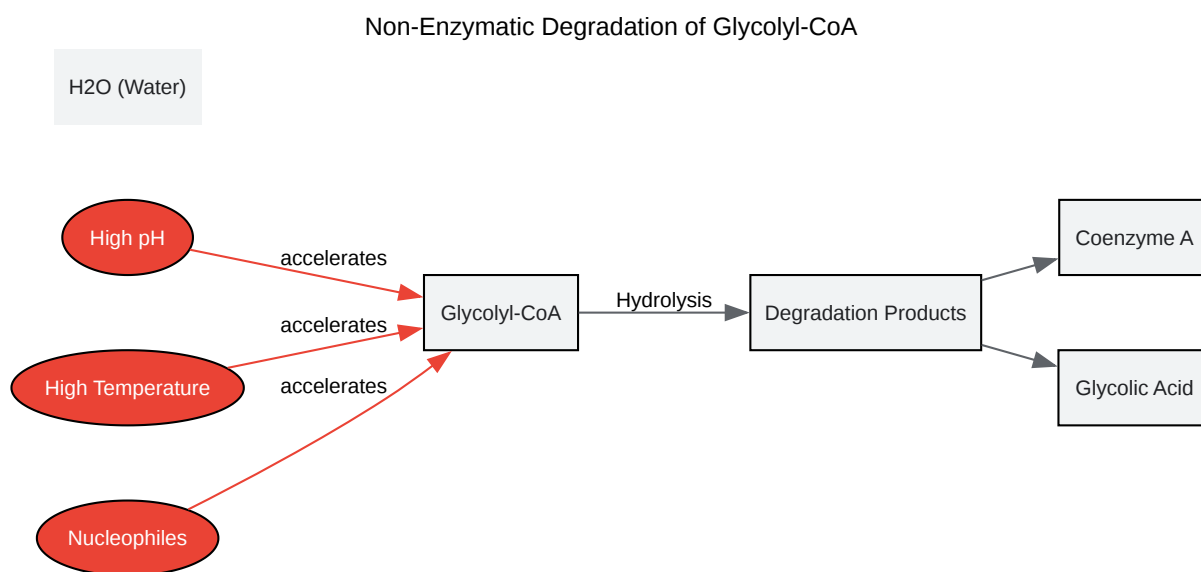 Non-Enzymatic Degradation of Glycolyl-CoA
H2O (Water)
High pH
accelerates
Coenzyme A
Glycolyl-CoA
Hydrolysis
Degradation Products
accelerates
High Temperature
accelerates
Glycolic Acid
Nucleophiles